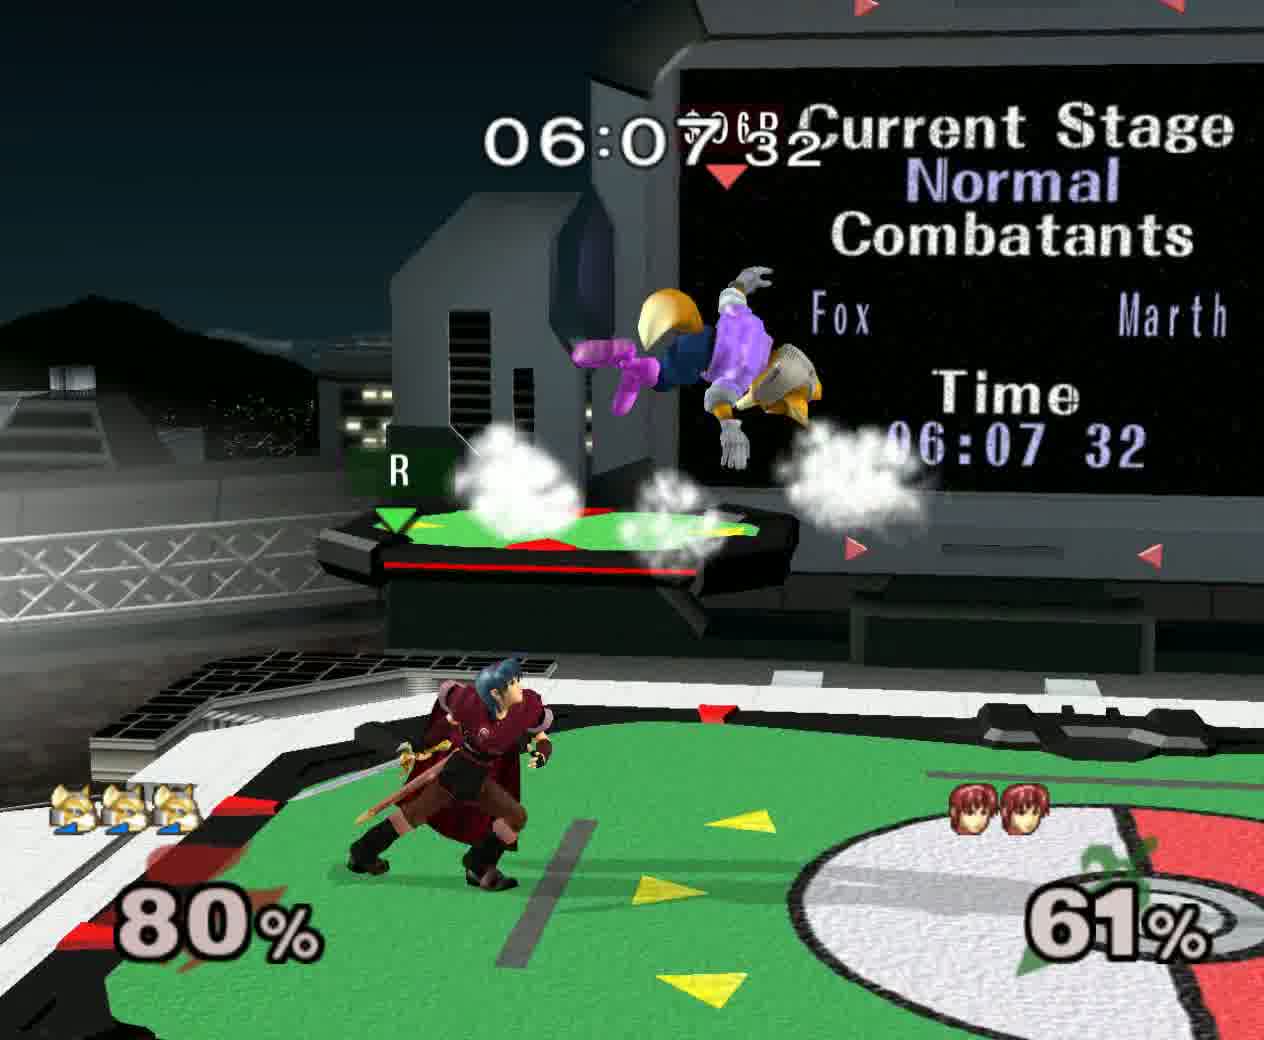 06:07 32
Current Stage
Normal
Combatants
Fox Marth
Time
06:07 32
R
80%
61%